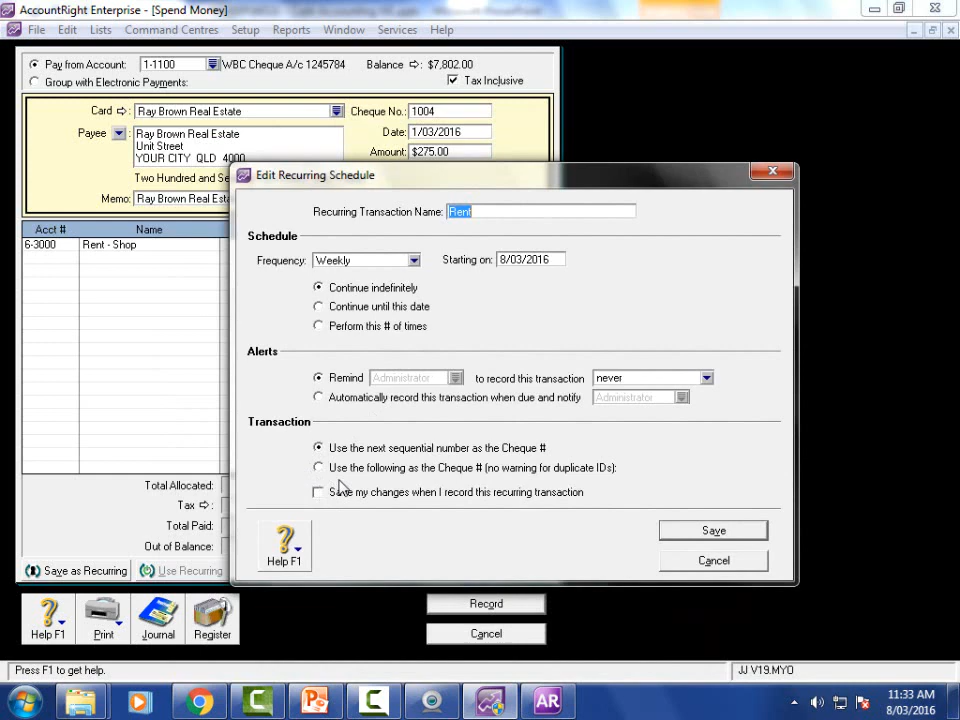 AccountRight Enterprise - [Spend Money]
File Edit Lists Command Centres Setup Reports Window Services Help
Pay from Account: 1-1100 WBC Cheque A/c 1245784 Balance ⇨: $7,802.00
Group with Electronic Payments: Tax Inclusive
Card ⇨: Ray Brown Real Estate Cheque No.: 1004
Payee : Ray Brown Real Estate Date: 1/03/2016
Unit Street
YOUR CITY QLD 4000 Amount: $275.00
Two Hundred and Se
Memo: Ray Brown Real Est
Acct # Name
6-3000 Rent - Shop
Edit Recurring Schedule
Recurring Transaction Name: Rent
Schedule
Frequency: Weekly Starting on: 8/03/2016
Continue indefinitely
Continue until this date
Perform this # of times
Alerts
Remind Administrator to record this transaction never
Automatically record this transaction when due and notify Administrator
Transaction
Use the next sequential number as the Cheque #
Use the following as the Cheque # (no warning for duplicate IDs):
Save my changes when I record this recurring transaction
Help F1 Save
Cancel
Total Allocated:
Tax ⇨:
Total Paid:
Out of Balance:
Save as Recurring Use Recurring
Help F1 Print Journal Register
Record
Cancel
Press F1 to get help. JJ V19.MYO
AR
11:33 AM
8/03/2016